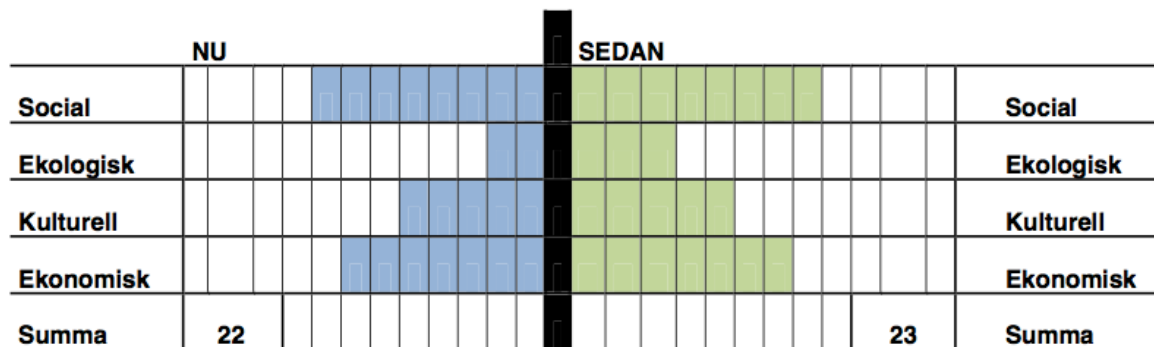 NU SEDAN
Social Social
Ekologisk Ekologisk
Kulturell Kulturell
Ekonomisk Ekonomisk
Summa 22 23 Summa